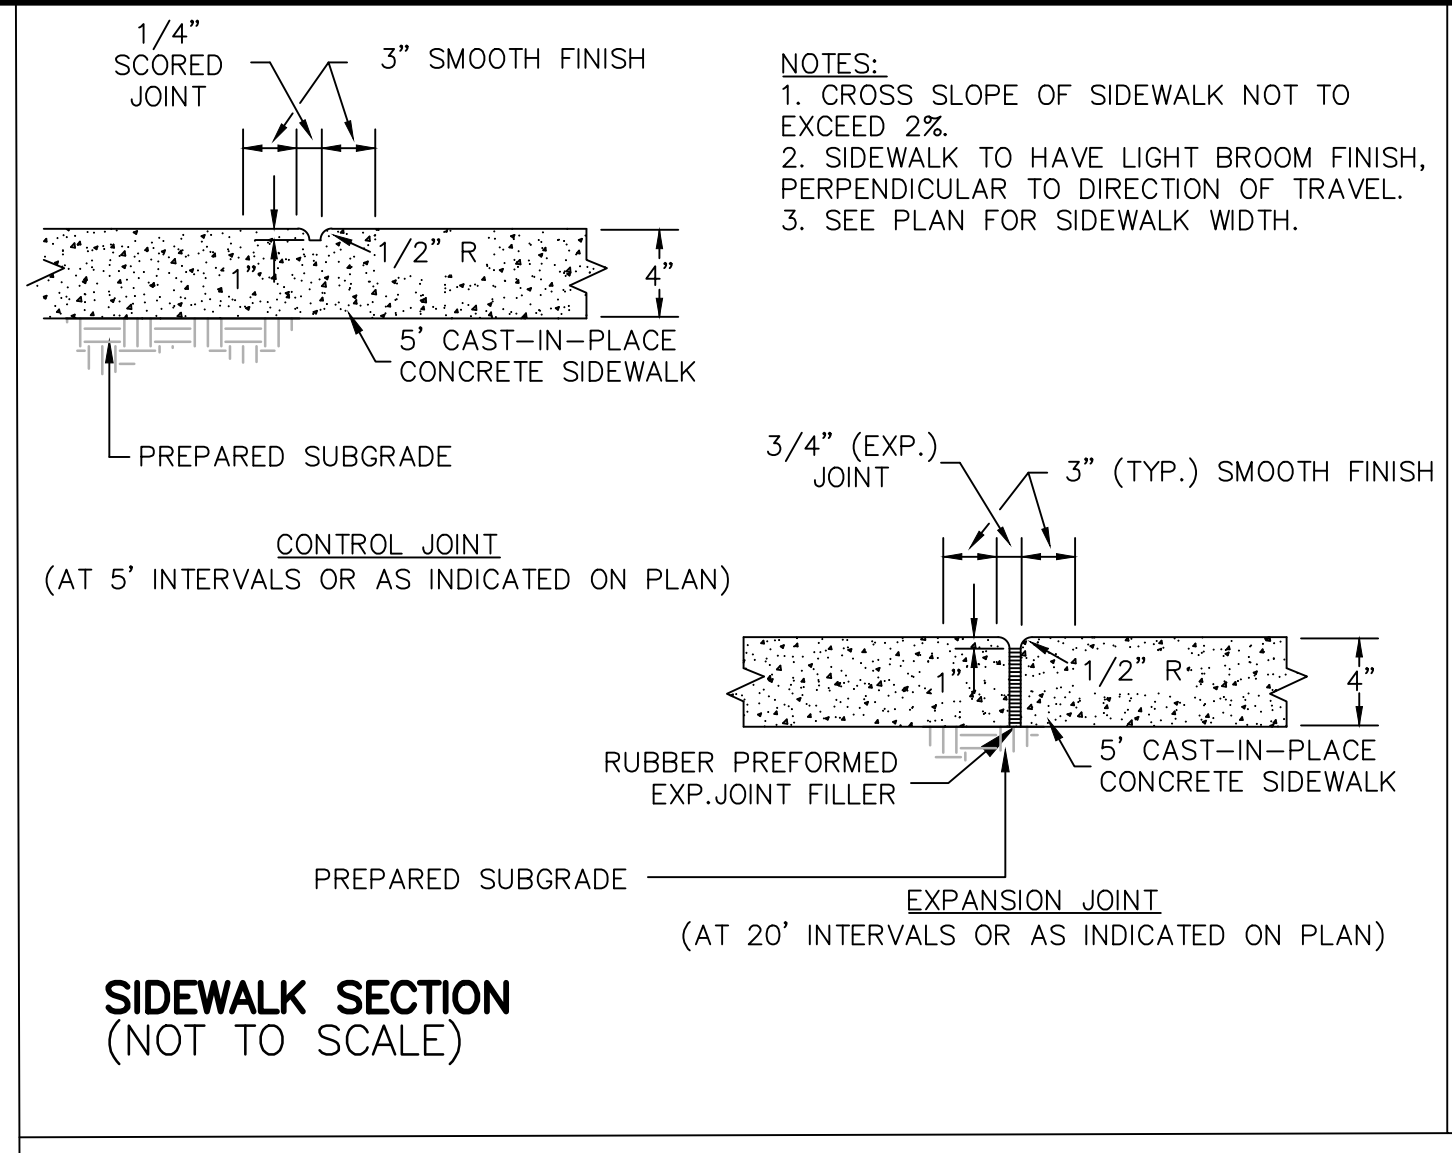 1/4”
SCORED
JOINT
3” SMOOTH FINISH
NOTES:
1. CROSS SLOPE OF SIDEWALK NOT TO
EXCEED 2%.
2. SIDEWALK TO HAVE LIGHT BROOM FINISH,
PERPENDICULAR TO DIRECTION OF TRAVEL.
3. SEE PLAN FOR SIDEWALK WIDTH.
1/2” R
1”
4”
5’ CAST-IN-PLACE
CONCRETE SIDEWALK
PREPARED SUBGRADE
CONTROL JOINT
(AT 5’ INTERVALS OR AS INDICATED ON PLAN)
3/4” (EXP.)
JOINT
3” (TYP.) SMOOTH FINISH
1”
1/2” R
4”
RUBBER PREFORMED
EXP.JOINT FILLER
5’ CAST-IN-PLACE
CONCRETE SIDEWALK
PREPARED SUBGRADE
EXPANSION JOINT
(AT 20’ INTERVALS OR AS INDICATED ON PLAN)
SIDEWALK SECTION
(NOT TO SCALE)